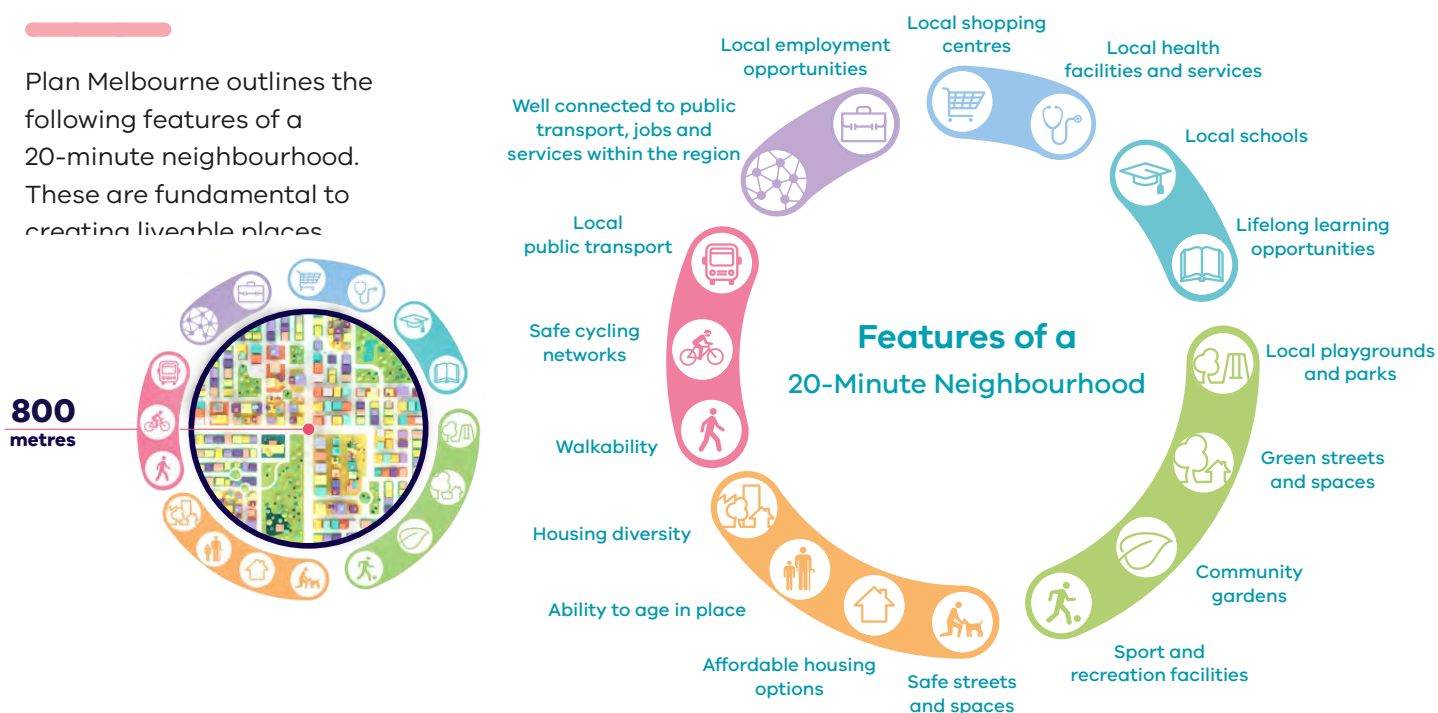 Plan Melbourne outlines the
following features of a
20-minute neighbourhood.
These are fundamental to
creating liveable places
800
metres
Local shopping
centres
Local health
facilities and services
Local schools
Lifelong learning
opportunities
Local playgrounds
and parks
Green streets
and spaces
Community
gardens
Sport and
recreation facilities
Safe streets
and spaces
Affordable housing
options
Ability to age in place
Housing diversity
Walkability
Safe cycling
networks
Local
public transport
Well connected to public
transport, jobs and
services within the region
Local employment
opportunities
Features of a
20-Minute Neighbourhood